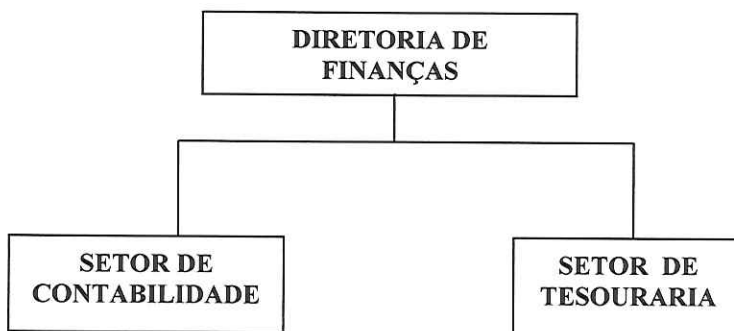 DIRETORIA DE
FINANÇAS
SETOR DE
CONTABILIDADE
SETOR DE
TESOURARIA